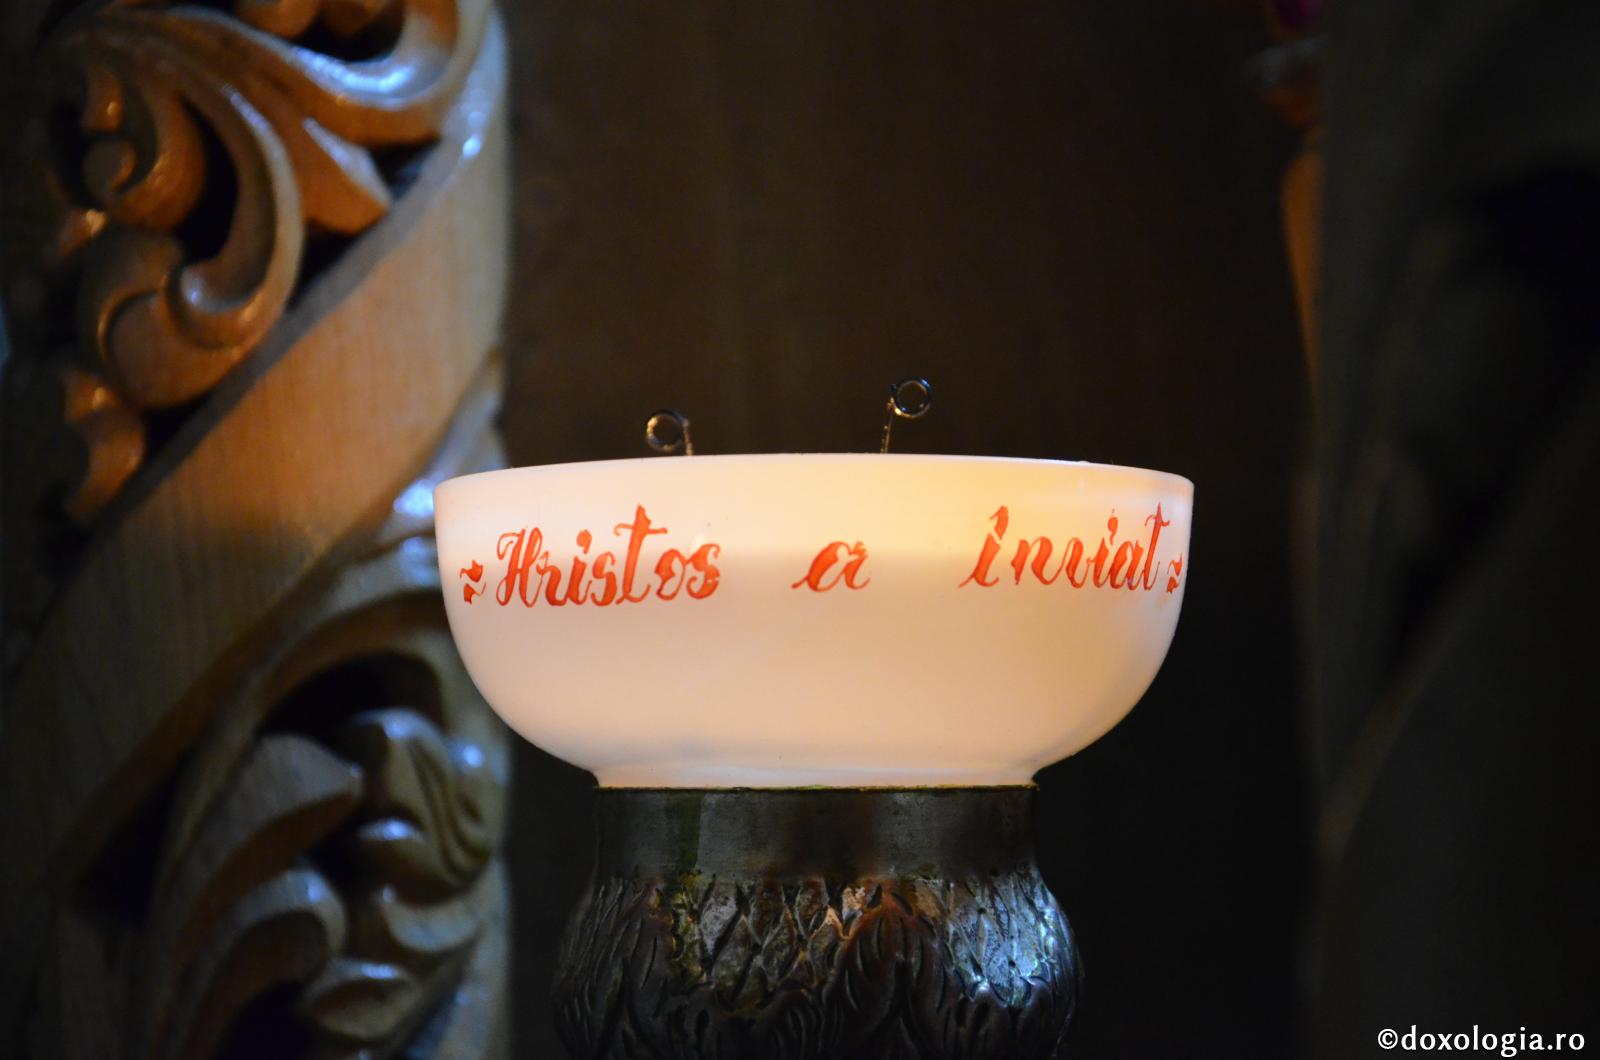 ~ Hristos a înviat ~
©doxologia.ro